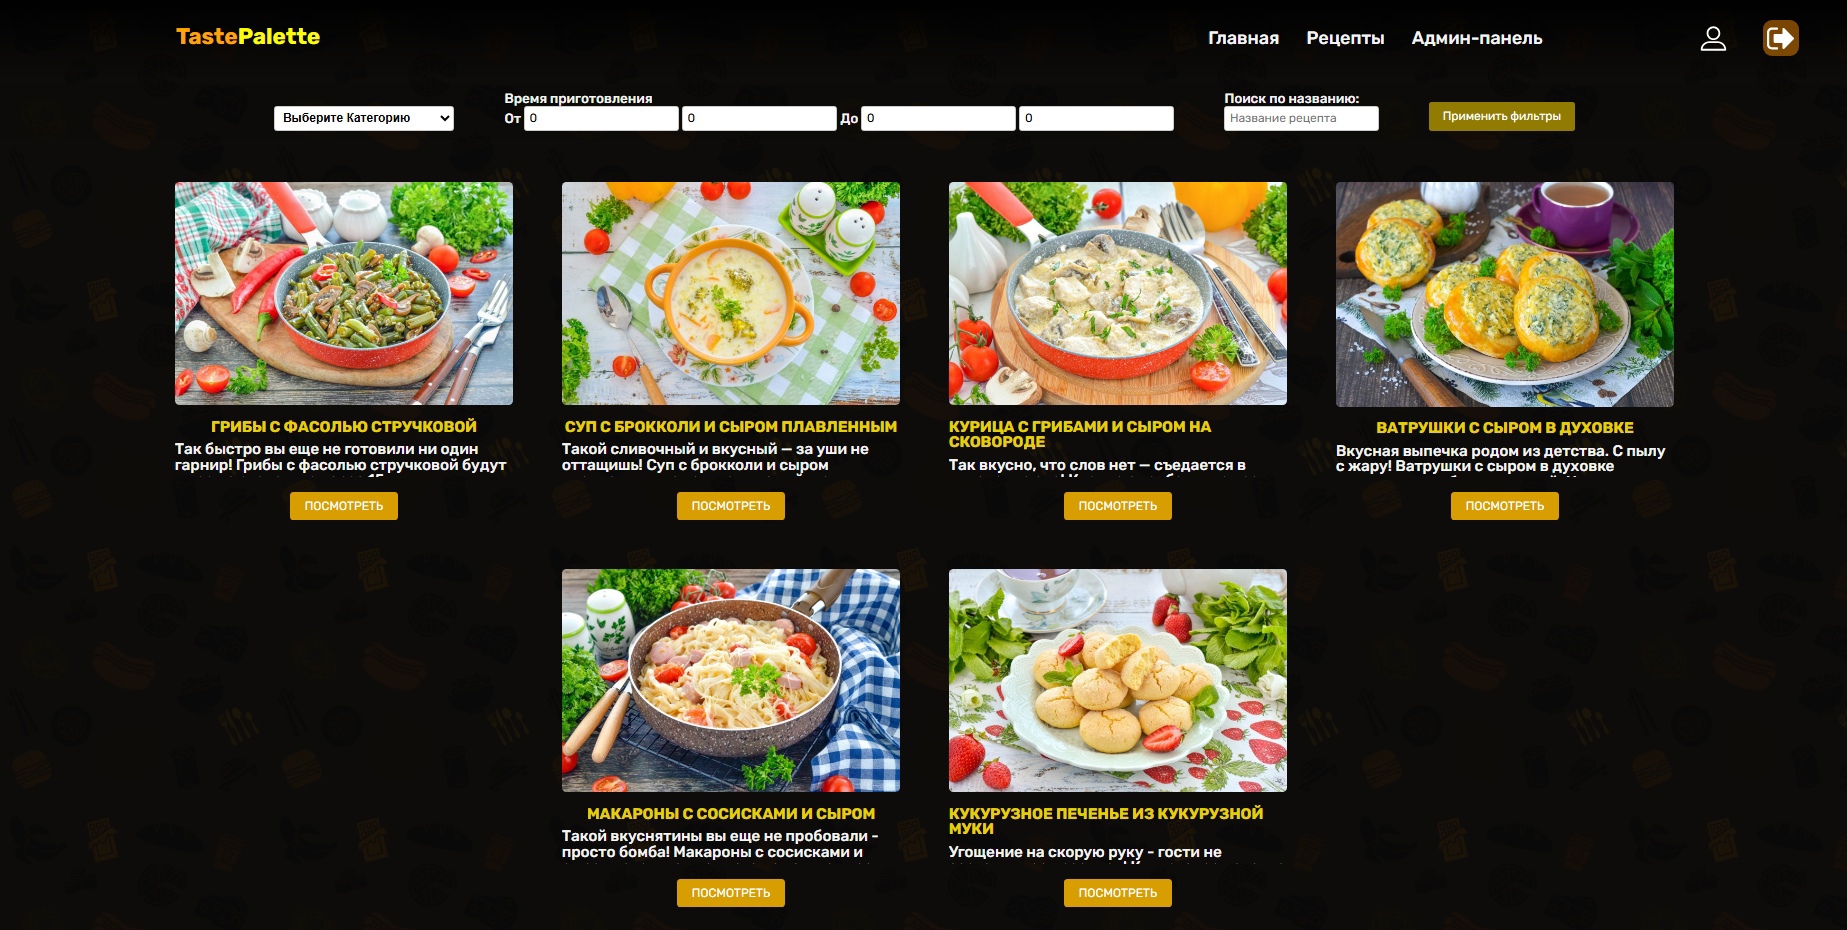 TastePalette
Главная Рецепты Админ-панель
Выберите Категорию
Время приготовления
От 0 0 До 0 0
Поиск по названию:
Название рецепта
Применить фильтры
ГРИБЫ С ФАСОЛЬЮ СТРУЧКОВОЙ
Так быстро вы еще не готовили ни один
гарнир! Грибы с фасолью стручковой будут
ПОСМОТРЕТЬ
СУП С БРОККОЛИ И СЫРОМ ПЛАВЛЕННЫМ
Такой сливочный и вкусный — за уши не
оттащишь! Суп с брокколи и сыром
ПОСМОТРЕТЬ
КУРИЦА С ГРИБАМИ И СЫРОМ НА
СКОВОРОДЕ
Так вкусно, что слов нет — съедается в
ПОСМОТРЕТЬ
ВАТРУШКИ С СЫРОМ В ДУХОВКЕ
Вкусная выпечка родом из детства. С пылу
с жару! Ватрушки с сыром в духовке
ПОСМОТРЕТЬ
МАКАРОНЫ С СОСИСКАМИ И СЫРОМ
Такой вкуснятины вы еще не пробовали -
просто бомба! Макароны с сосисками и
ПОСМОТРЕТЬ
КУКУРУЗНОЕ ПЕЧЕНЬЕ ИЗ КУКУРУЗНОЙ
МУКИ
Угощение на скорую руку - гости не
ПОСМОТРЕТЬ